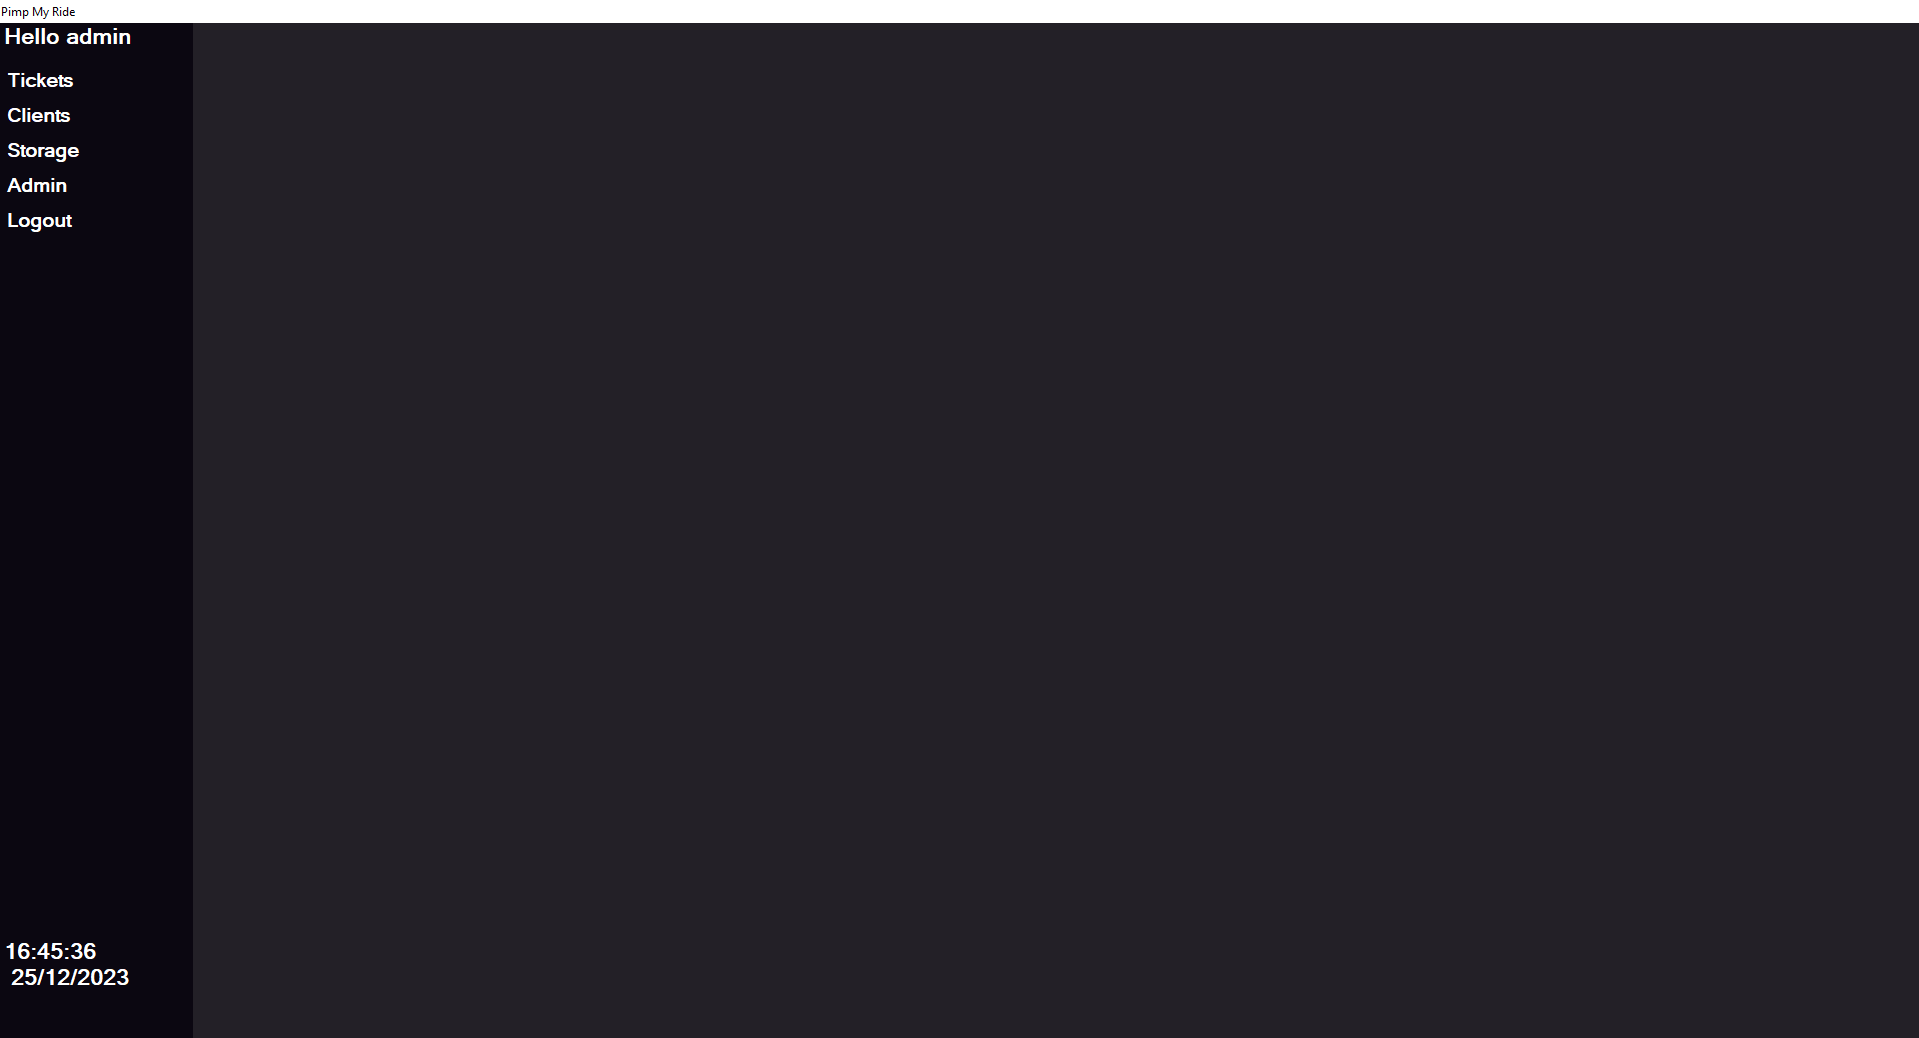 Pimp My Ride
Hello admin
Tickets
Clients
Storage
Admin
Logout
16:45:36
25/12/2023